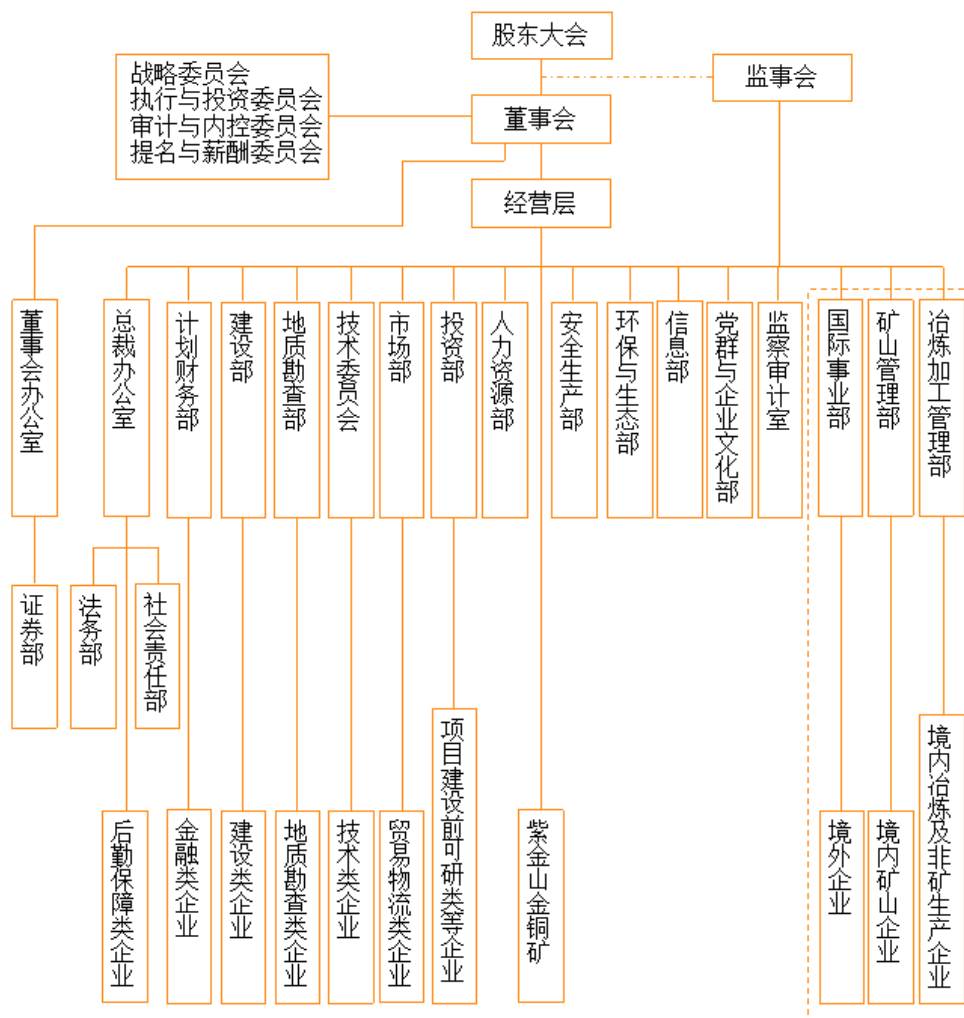 股东大会
战略委员会
执行与投资委员会
审计与内控委员会
提名与薪酬委员会
监事会
董事会
经营层
董事会办公室
总裁办公室
计划财务部
建设部
地质勘查部
技术委员会
市场部
投资部
人力资源部
安全生产部
环保与生态部
信息部
党群与企业文化部
监察审计室
国际事业部
矿山管理部
冶炼加工管理部
证券部
法务部
社会责任部
后勤保障类企业
金融类企业
建设类企业
地质勘查类企业
技术类企业
贸易物流类企业
项目建设前可研类等企业
紫金山金铜矿
境外企业
境内矿山企业
境内冶炼及非矿生产企业